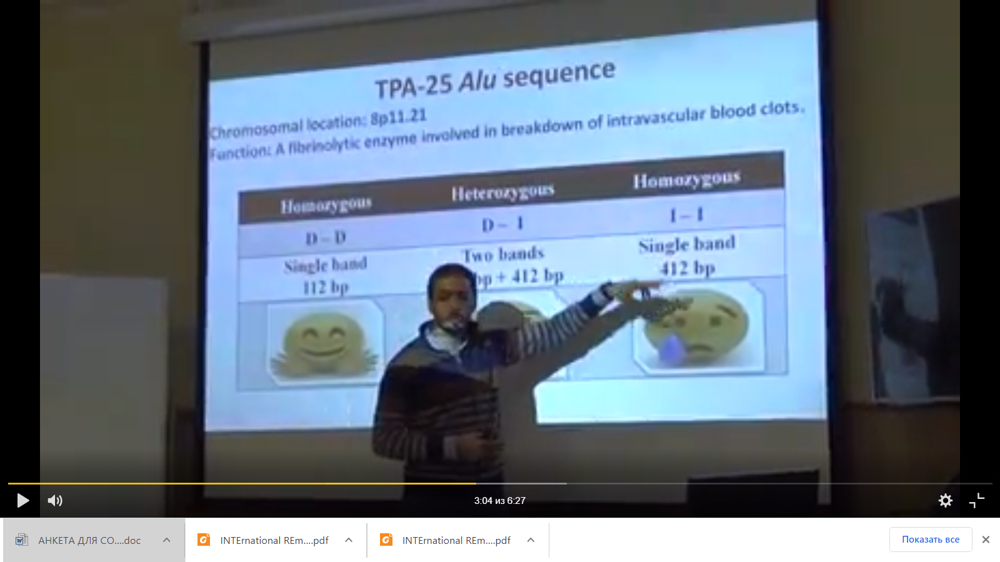 TPA-25 Alu sequence
Chromosomal location: 8p11.21
Function: A fibrinolytic enzyme involved in breakdown of intravascular blood clots.
Homozygous Heterozygous Homozygous
D – D D – I I – I
Single band Two bands Single band
112 bp bp + 412 bp 412 bp
3:04 из 6:27
АНКЕТА ДЛЯ СО....doc INTErnational REm....pdf INTErnational REm....pdf Показать все